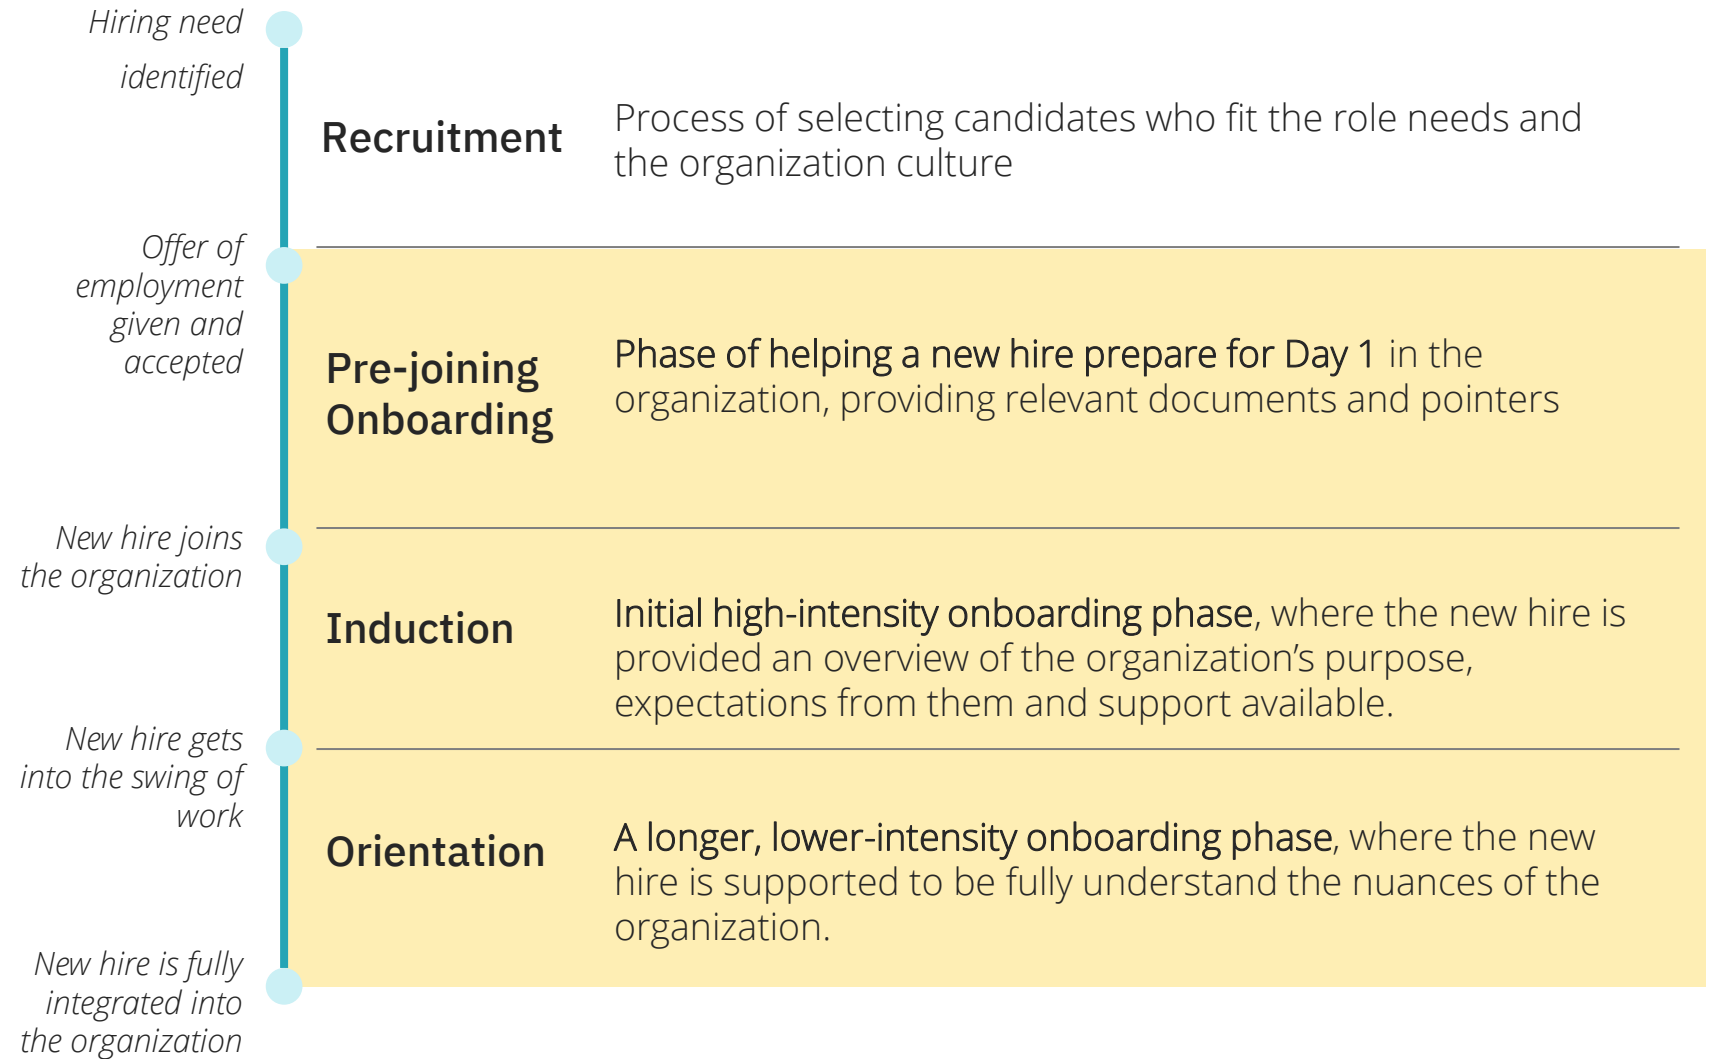 Hiring need
identified
Recruitment
Process of selecting candidates who fit the role needs and
the organization culture
Offer of
employment
given and
accepted
Pre-joining
Onboarding
Phase of helping a new hire prepare for Day 1 in the
organization, providing relevant documents and pointers
New hire joins
the organization
Induction
Initial high-intensity onboarding phase, where the new hire is
provided an overview of the organization’s purpose,
expectations from them and support available.
New hire gets
into the swing of
work
Orientation
A longer, lower-intensity onboarding phase, where the new
hire is supported to be fully understand the nuances of the
organization.
New hire is fully
integrated into
the organization